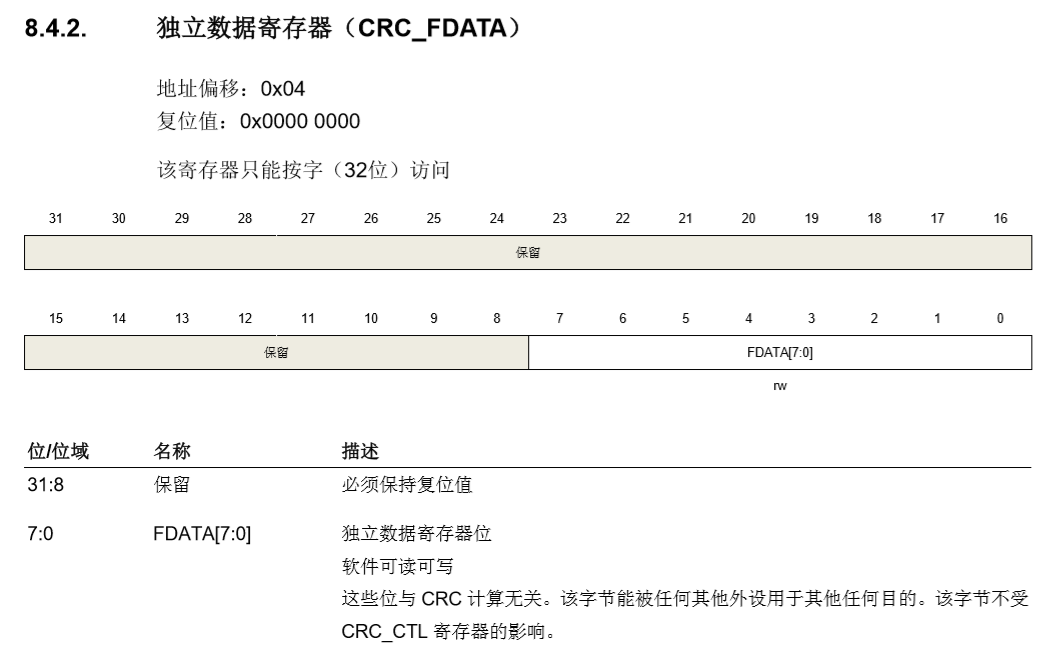 8.4.2. 独立数据寄存器（CRC_FDATA）
地址偏移：0x04
复位值：0x0000 0000
该寄存器只能按字（32位）访问
31 30 29 28 27 26 25 24 23 22 21 20 19 18 17 16
保留
15 14 13 12 11 10 9 8 7 6 5 4 3 2 1 0
保留 FDATA[7:0]
rw
位/位域 名称 描述
31:8 保留 必须保持复位值
7:0 FDATA[7:0] 独立数据寄存器位
软件可读可写
这些位与 CRC 计算无关。该字节能被任何其他外设用于其他任何目的。该字节不受
CRC_CTL 寄存器的影响。